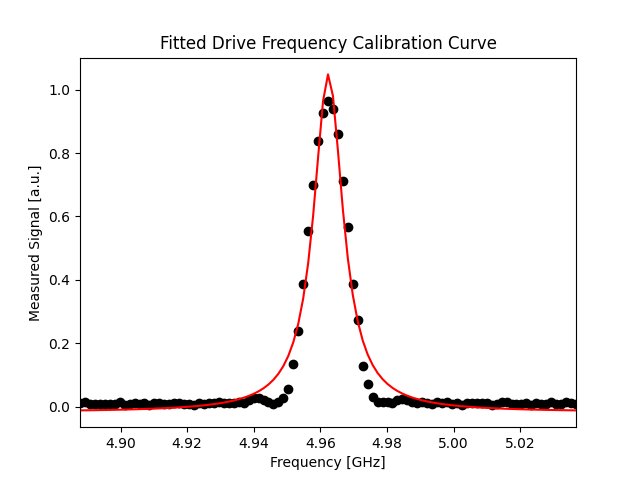 Fitted Drive Frequency Calibration Curve
Measured Signal [a.u.]
1.0
0.8
0.6
0.4
0.2
0.0
4.90 4.92 4.94 4.96 4.98 5.00 5.02
Frequency [GHz]